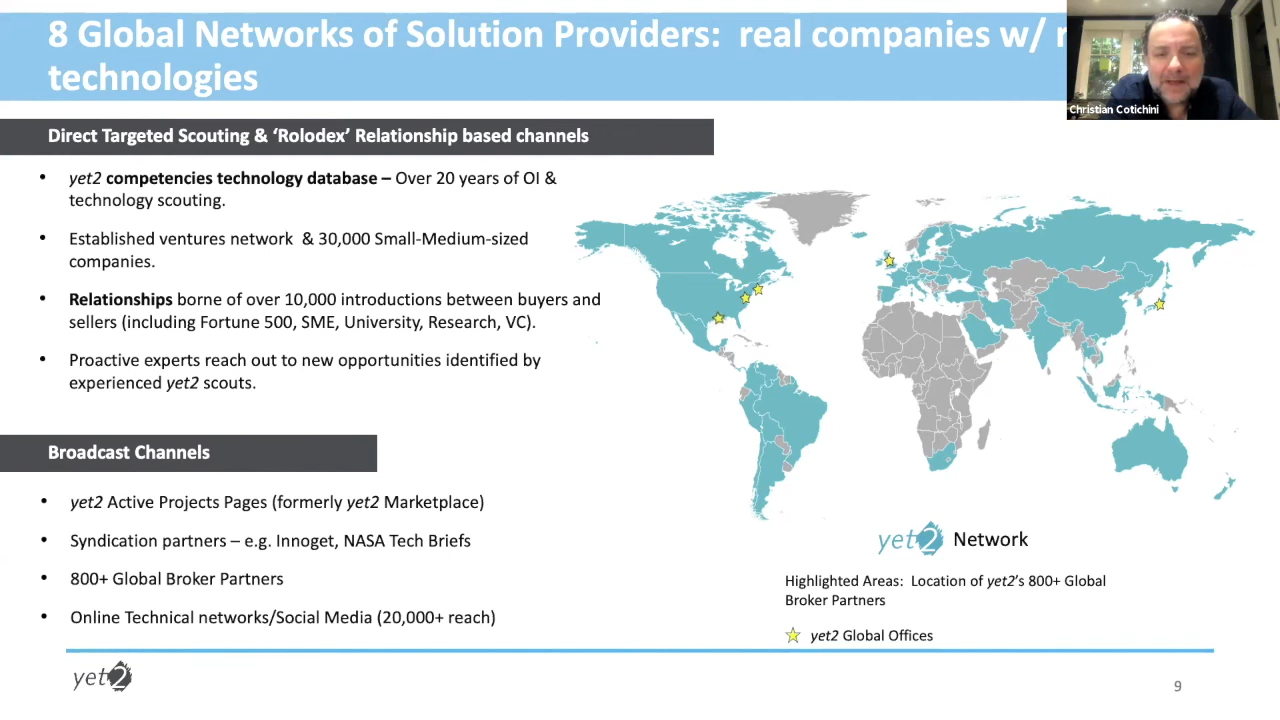 8 Global Networks of Solution Providers: real companies w/
technologies
Christian Cotichini
Direct Targeted Scouting & ‘Rolodex’ Relationship based channels
• yet2 competencies technology database – Over 20 years of OI &
technology scouting.
• Established ventures network & 30,000 Small-Medium-sized
companies.
• Relationships borne of over 10,000 introductions between buyers and
sellers (including Fortune 500, SME, University, Research, VC).
• Proactive experts reach out to new opportunities identified by
experienced yet2 scouts.
Broadcast Channels
• yet2 Active Projects Pages (formerly yet2 Marketplace)
• Syndication partners – e.g. Innoget, NASA Tech Briefs
• 800+ Global Broker Partners
• Online Technical networks/Social Media (20,000+ reach)
yet2 Network
Highlighted Areas: Location of yet2’s 800+ Global
Broker Partners
yet2 Global Offices
yet2
9